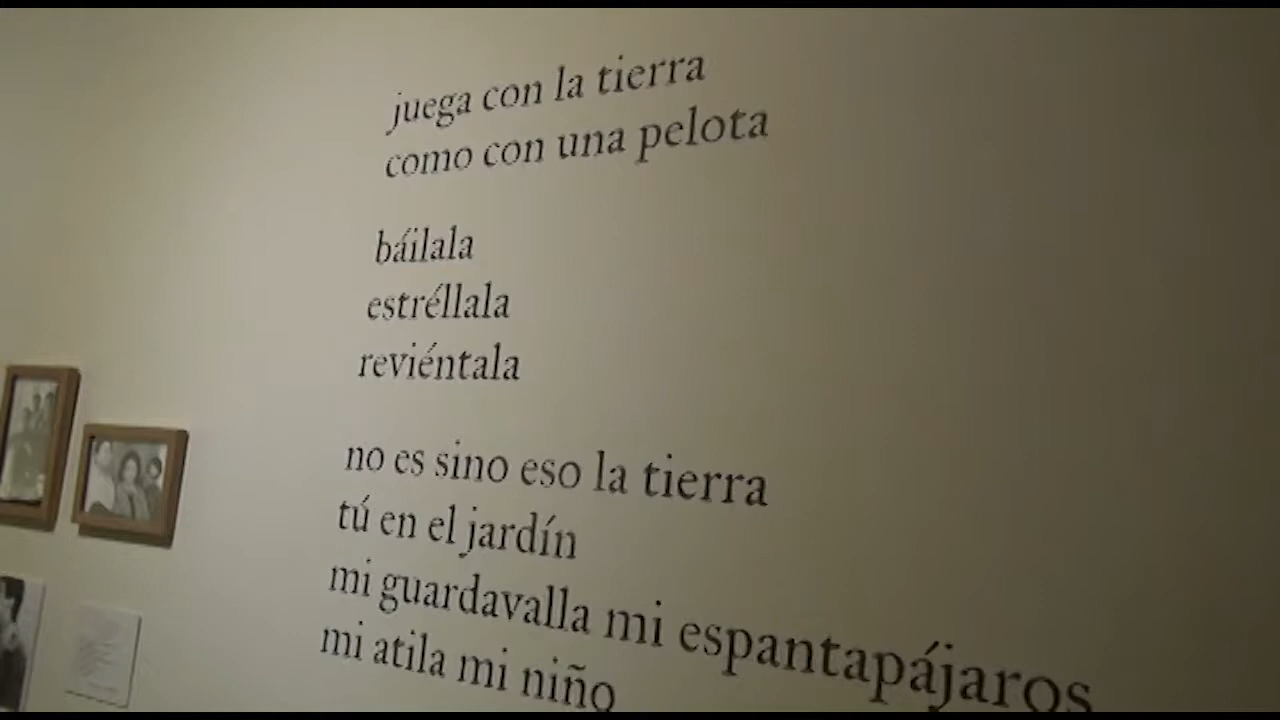 juega con la tierra
como con una pelota
báilala
estréllala
reviéntala
no es sino eso la tierra
tú en el jardín
mi guardavalla mi espantapájaros
mi atila mi niño